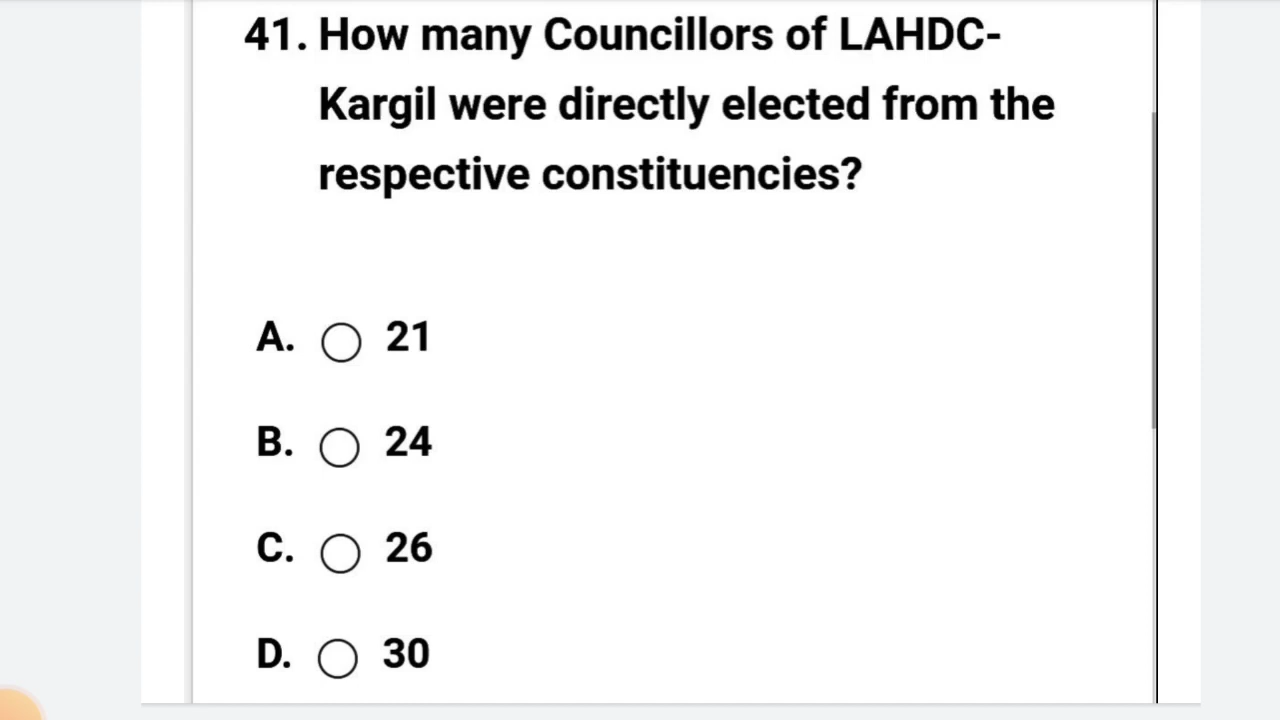 41. How many Councillors of LAHDC-
Kargil were directly elected from the
respective constituencies?
A. 21
B. 24
C. 26
D. 30